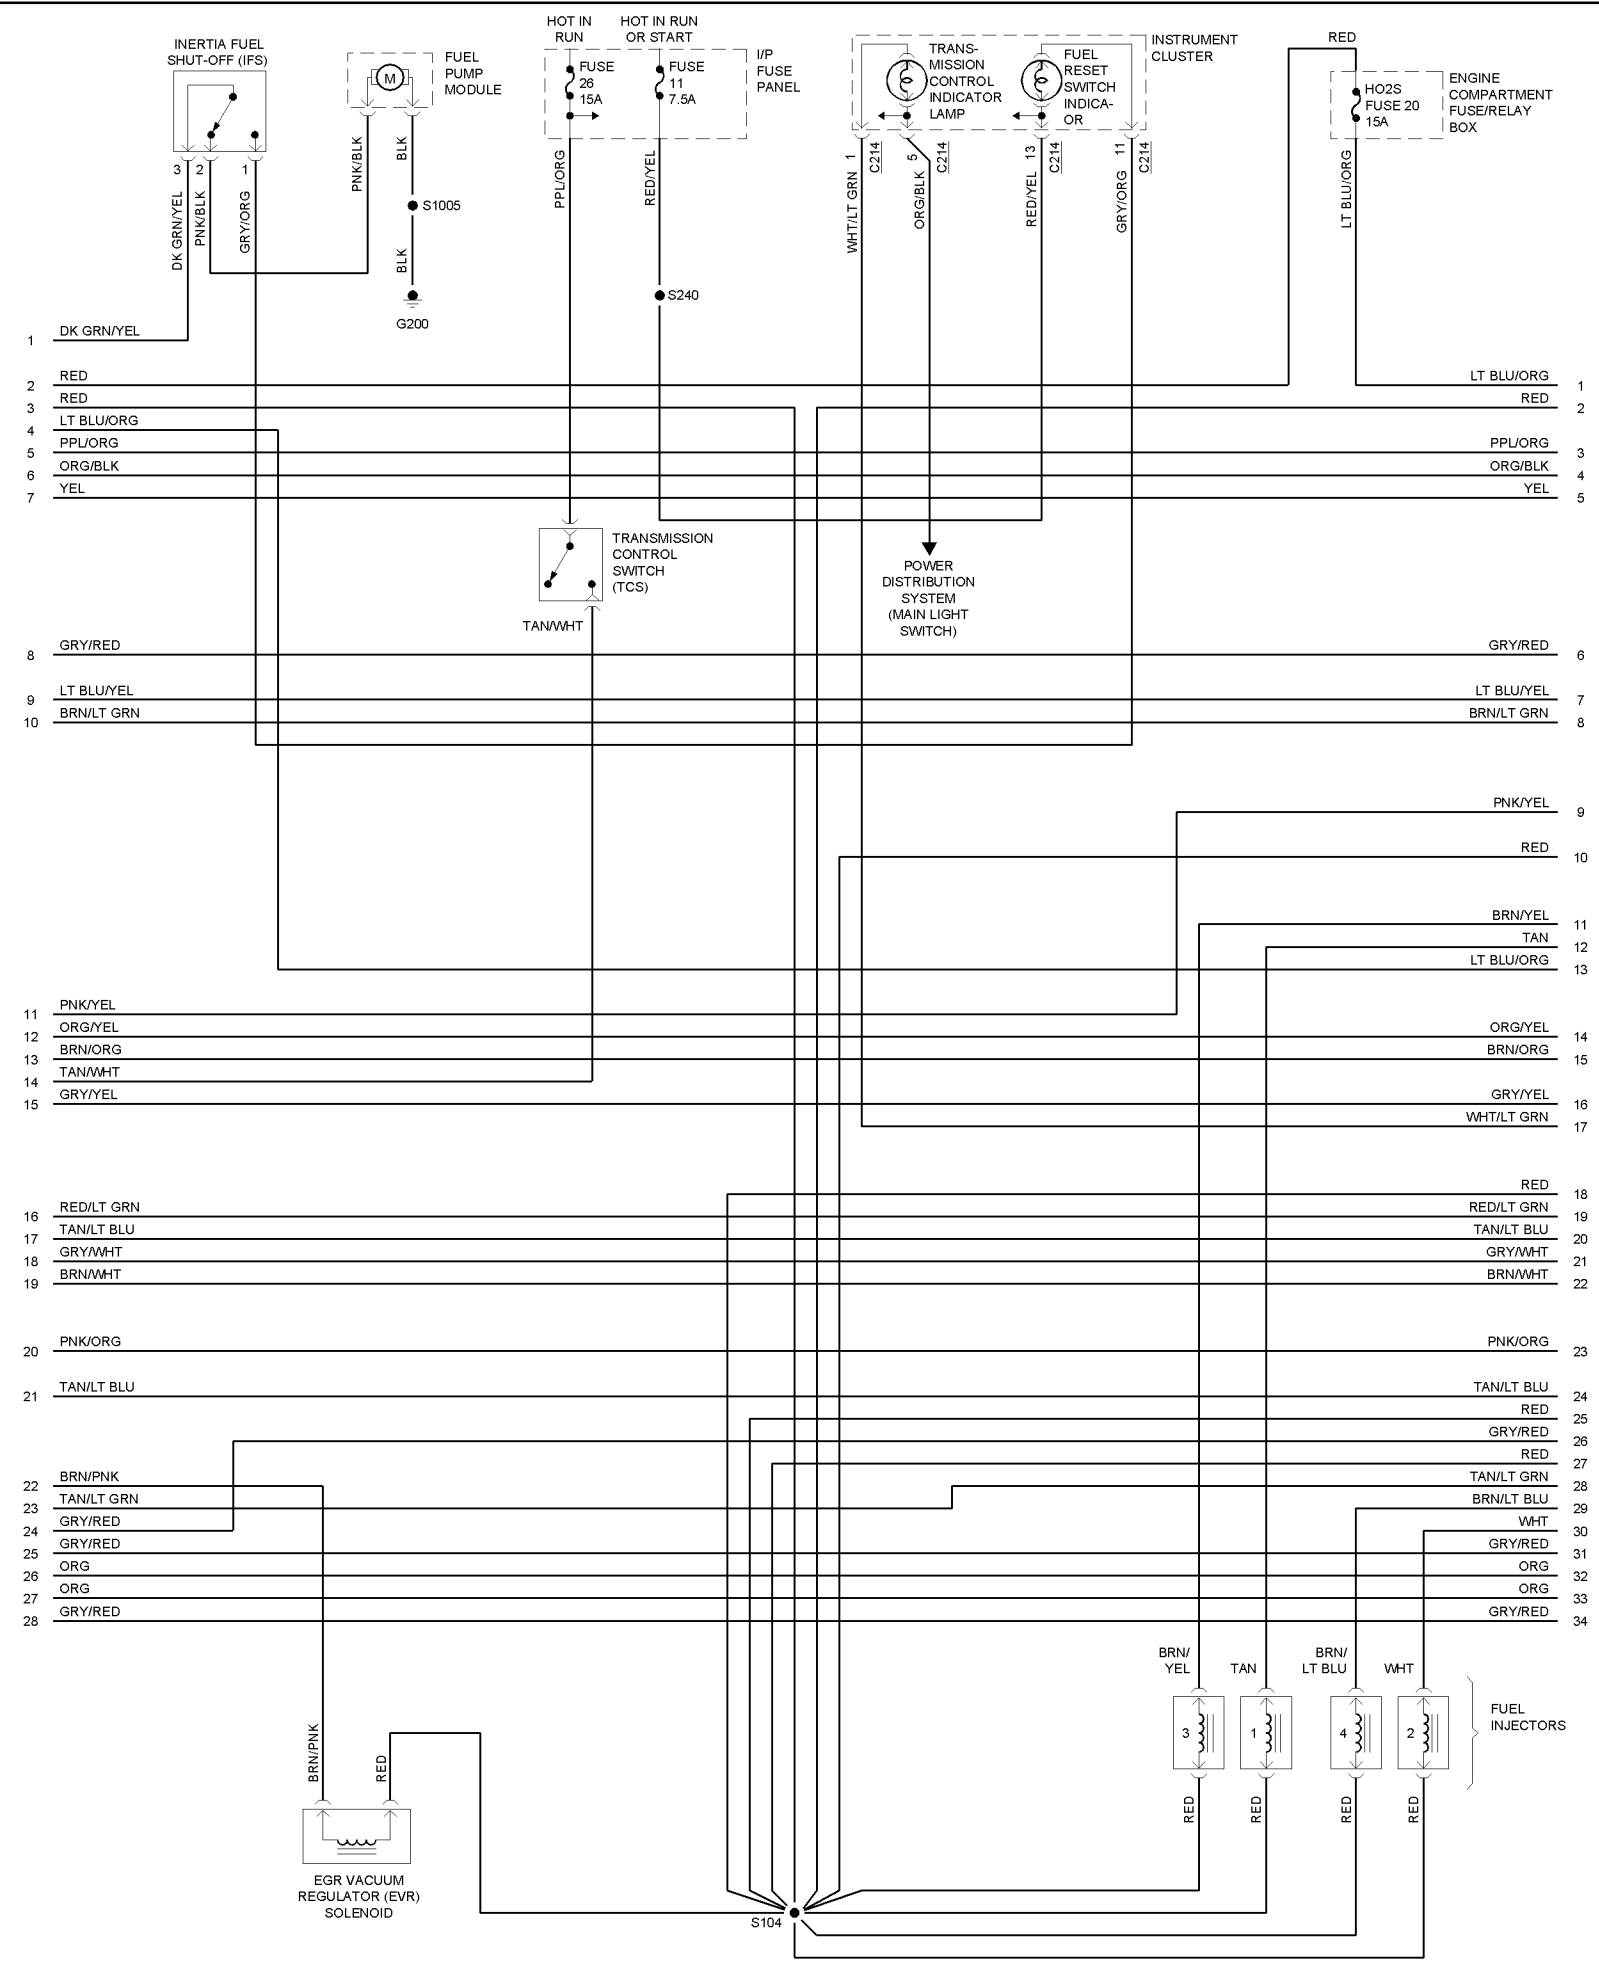 INERTIA FUEL
SHUT-OFF (IFS)
FUEL
PUMP
MODULE
M
HOT IN
RUN
HOT IN RUN
OR START
FUSE
26
15A
FUSE
11
7.5A
I/P
FUSE
PANEL
TRANS-
MISSION
CONTROL
INDICATOR
LAMP
FUEL
RESET
SWITCH
INDICA-
OR
INSTRUMENT
CLUSTER
RED
HO2S
FUSE 20
15A
ENGINE
COMPARTMENT
FUSE/RELAY
BOX
3
2
1
DK GRN/YEL
PNK/BLK
GRY/ORG
PNK/BLK
BLK
S1005
BLK
G200
PPL/ORG
RED/YEL
S240
1
C214
WHT/LT GRN
5
C214
ORG/BLK
13
C214
RED/YEL
11
C214
GRY/ORG
LT BLU/ORG
1 DK GRN/YEL
2 RED
LT BLU/ORG 1
3 RED
RED 2
4 LT BLU/ORG
5 PPL/ORG
PPL/ORG 3
6 ORG/BLK
ORG/BLK 4
7 YEL
YEL 5
TRANSMISSION
CONTROL
SWITCH
(TCS)
TAN/WHT
POWER
DISTRIBUTION
SYSTEM
(MAIN LIGHT
SWITCH)
8 GRY/RED
GRY/RED 6
9 LT BLU/YEL
LT BLU/YEL 7
10 BRN/LT GRN
BRN/LT GRN 8
PNK/YEL 9
RED 10
BRN/YEL 11
TAN 12
LT BLU/ORG 13
11 PNK/YEL
12 ORG/YEL
ORG/YEL 14
13 BRN/ORG
BRN/ORG 15
14 TAN/WHT
15 GRY/YEL
GRY/YEL 16
WHT/LT GRN 17
RED 18
16 RED/LT GRN
RED/LT GRN 19
17 TAN/LT BLU
TAN/LT BLU 20
18 GRY/WHT
GRY/WHT 21
19 BRN/WHT
BRN/WHT 22
20 PNK/ORG
PNK/ORG 23
21 TAN/LT BLU
TAN/LT BLU 24
RED 25
GRY/RED 26
RED 27
22 BRN/PNK
TAN/LT GRN 28
23 TAN/LT GRN
BRN/LT BLU 29
24 GRY/RED
WHT 30
25 GRY/RED
GRY/RED 31
26 ORG
ORG 32
27 ORG
ORG 33
28 GRY/RED
GRY/RED 34
BRN/
YEL
TAN
BRN/
LT BLU
WHT
3
1
4
2
FUEL
INJECTORS
RED
RED
RED
RED
BRN/PNK
RED
EGR VACUUM
REGULATOR (EVR)
SOLENOID
S104